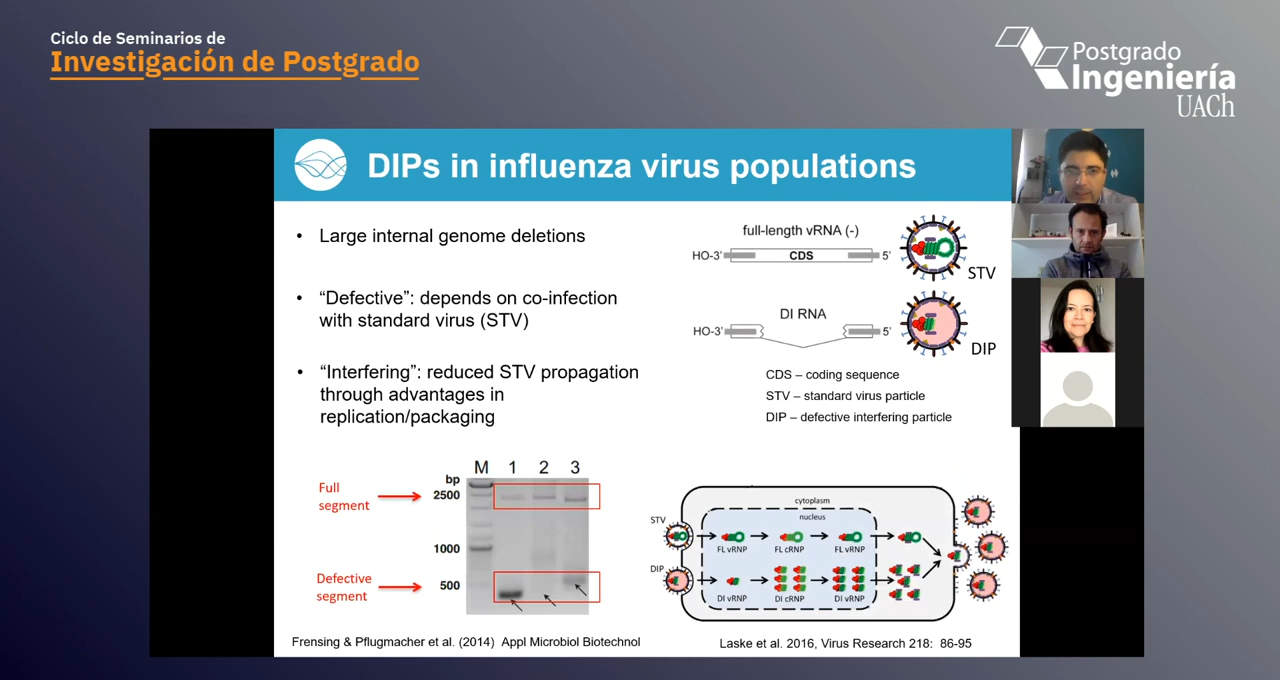 Ciclo de Seminarios de
Investigación de Postgrado
Postgrado
Ingeniería
UACh
DIPs in influenza virus populations
• Large internal genome deletions
• “Defective”: depends on co-infection
with standard virus (STV)
• “Interfering”: reduced STV propagation
through advantages in
replication/packaging
full-length vRNA (-)
HO-3’ CDS 5’
STV
DI RNA
HO-3’ 5’
DIP
CDS – coding sequence
STV – standard virus particle
DIP – defective interfering particle
M 1 2 3
bp
Full
segment
2500
1000
Defective
segment
500
Frensing & Pflugmacher et al. (2014) Appl Microbiol Biotechnol
cytoplasm
nucleus
STV
FL vRNP FL cRNP FL vRNP
DIP
DI vRNP DI cRNP DI vRNP
Laske et al. 2016, Virus Research 218: 86-95